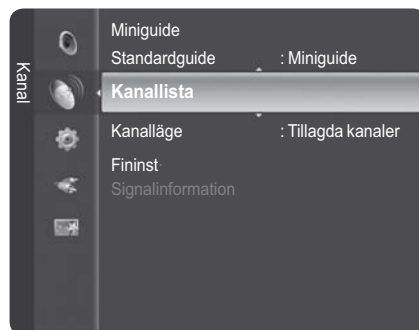 Kanal
Miniguide
Standardguide : Miniguide
Kanallista
Kanalläge : Tillagda kanaler
Fininst
Signalinformation